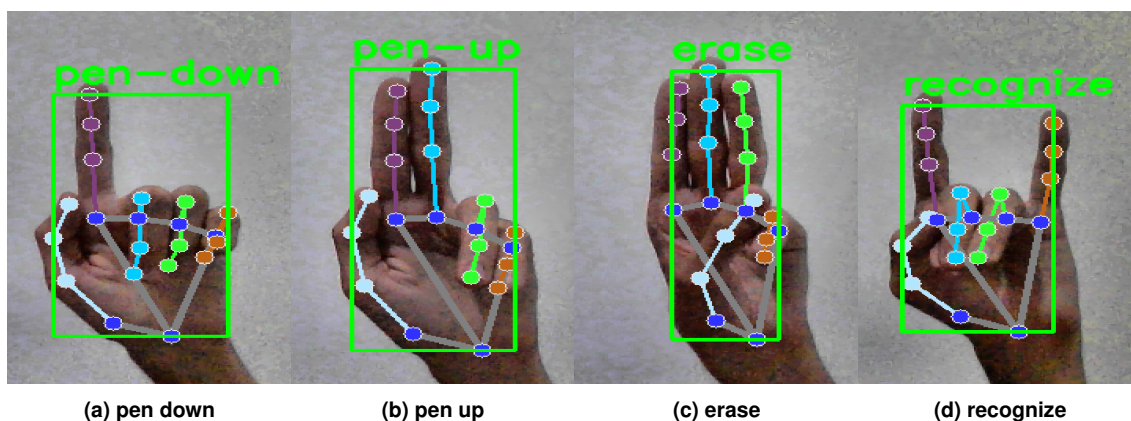 pen-down
pen-up
erase
recognize
(a) pen down
(b) pen up
(c) erase
(d) recognize